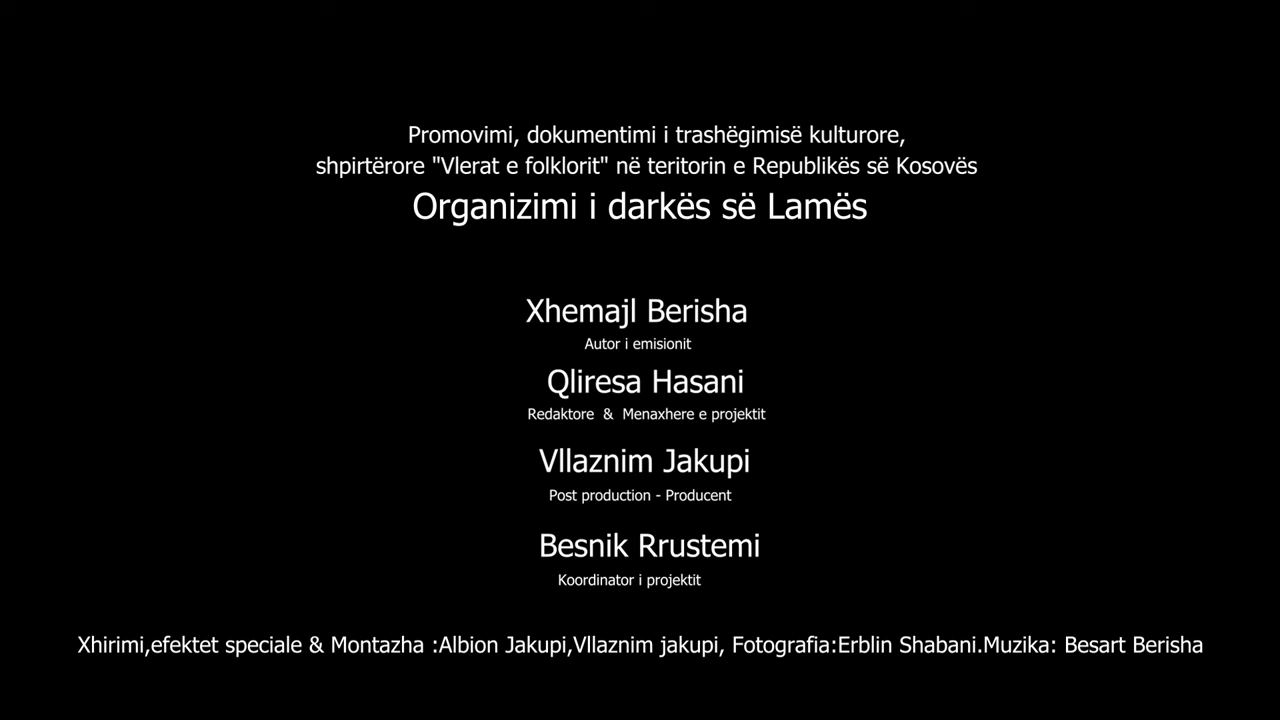 Promovimi, dokumentimi i trashëgimisë kulturore,
shpirtërore "Vlerat e folklorit" në teritorin e Republikës së Kosovës
Organizimi i darkës së Lamës
Xhemajl Berisha
Autor i emisionit
Qliresa Hasani
Redaktore & Menaxhere e projektit
Vllaznim Jakupi
Post production - Producent
Besnik Rrustemi
Koordinator i projektit
Xhirimi,efektet speciale & Montazha :Albion Jakupi,Vllaznim jakupi, Fotografia:Erblin Shabani.Muzika: Besart Berisha